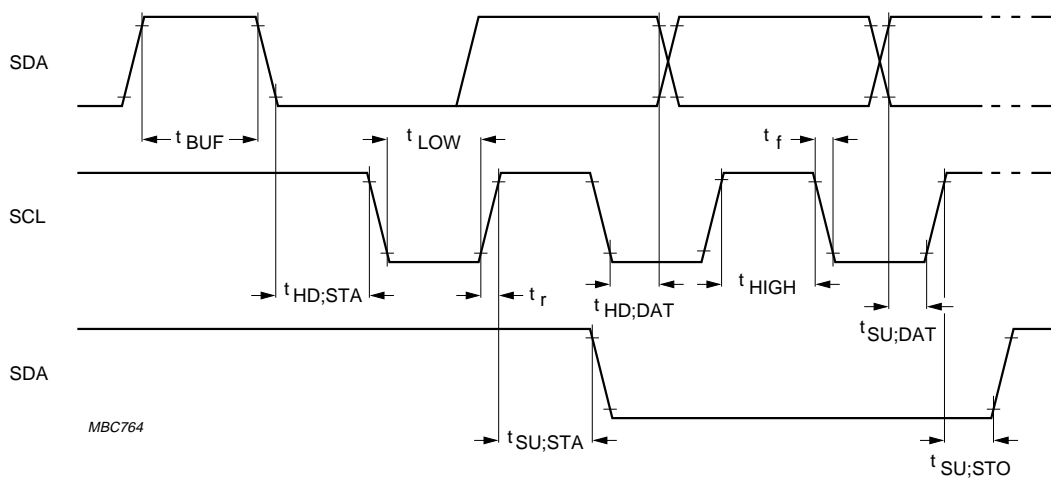 SDA
t BUF
t LOW
t f
SCL
t HD;STA
t r
t HD;DAT
t HIGH
t SU;DAT
SDA
MBC764
t SU;STA
t SU;STO